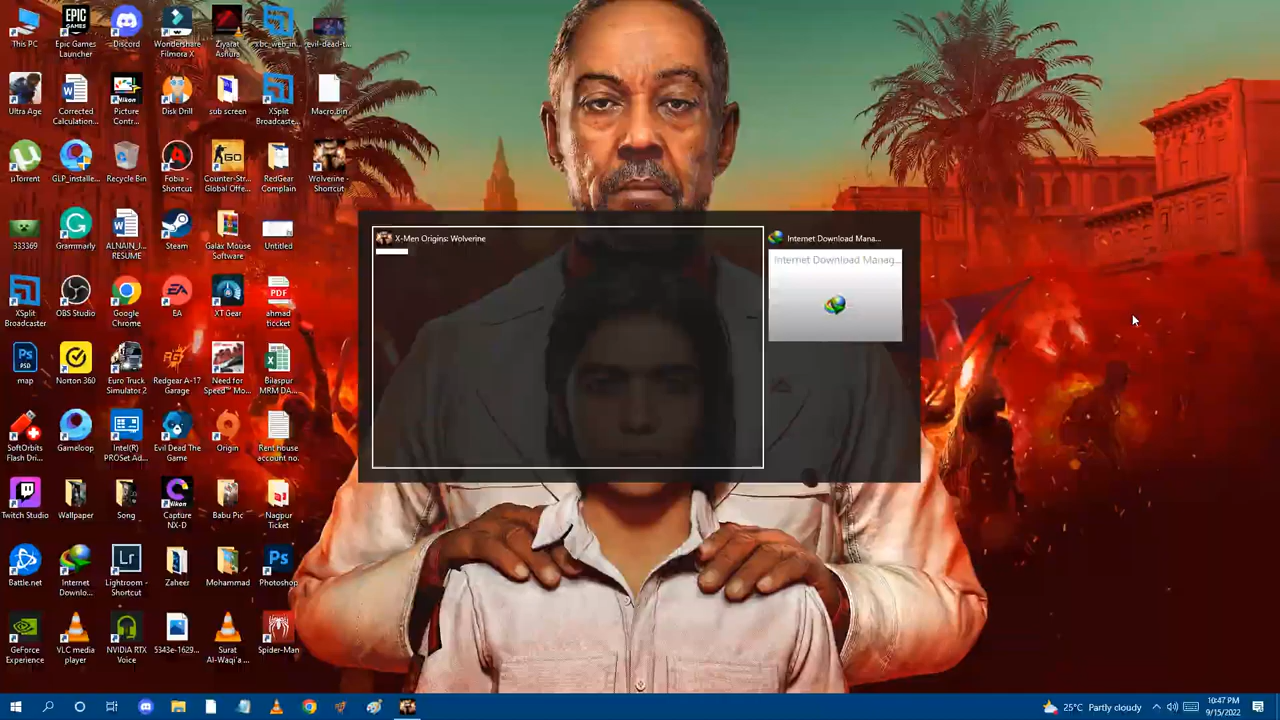 This PC
Epic Games
Launcher
Discord
Wondershare
Filmora X
Ziyarat
Ashura
xbc_web_in...
evil-dead-t...
Ultra Age
Corrected
Calculation...
Picture
Contr...
Disk Drill
sub screen
XSplit
Broadcaste...
Macro.bin
µTorrent
GLP_installe...
Recycle Bin
Fobia -
Shortcut
Counter-Str...
Global Offe...
RedGear
Complain
Wolverine -
Shortcut
333369
Grammarly
ALNAIN_J...
RESUME
Steam
Galax Mouse
Software
Untitled
XSplit
Broadcaster
OBS Studio
Google
Chrome
EA
XT Gear
ahmad
ticcket
map
Norton 360
Euro Truck
Simulator 2
Redgear A-17
Garage
Need for
Speed™ Mo...
Bilaspur
MRM DA...
SoftOrbits
Flash Dri...
Gameloop
Intel(R)
PROSet Ad...
Evil Dead The
Game
Origin
Rent house
account no.
Twitch Studio
Wallpaper
Song
Capture
NX-D
Babu Pic
Nagpur
Ticket
Battle.net
Internet
Downlo...
Lightroom -
Shortcut
Zaheer
Mohammad
Photoshop
GeForce
Experience
VLC media
player
NVIDIA RTX
Voice
5343e-1629...
Surat
Al-Waqi'a ...
Spider-Man
X-Men Origins: Wolverine
Internet Download Mana...
Internet Download Manag...
25°C Partly cloudy
10:47 PM
9/15/2022